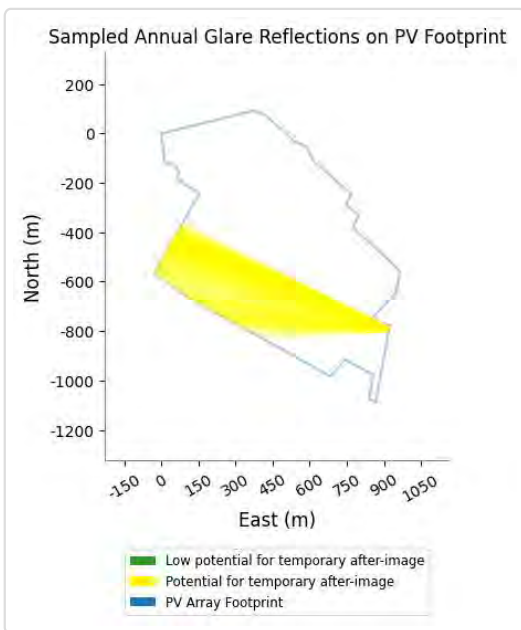 Sampled Annual Glare Reflections on PV Footprint
200
0
-200
-400
-600
-800
-1000
-1200
North (m)
-150 0 150 300 450 600 750 900 1050
East (m)
Low potential for temporary after-image
Potential for temporary after-image
PV Array Footprint